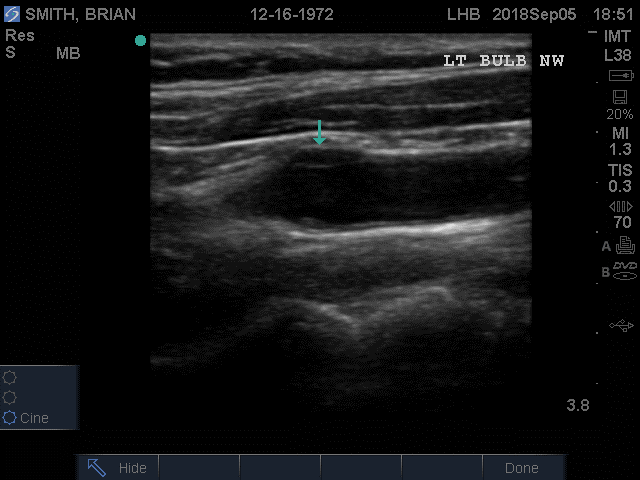 SMITH, BRIAN 12-16-1972 LHB 2018Sep05 18:51
Res
S MB
LT BULB NW
IMT
L38
20%
MI
1.3
TIS
0.3
70
A
B DVD
3.8
Cine
Hide Done